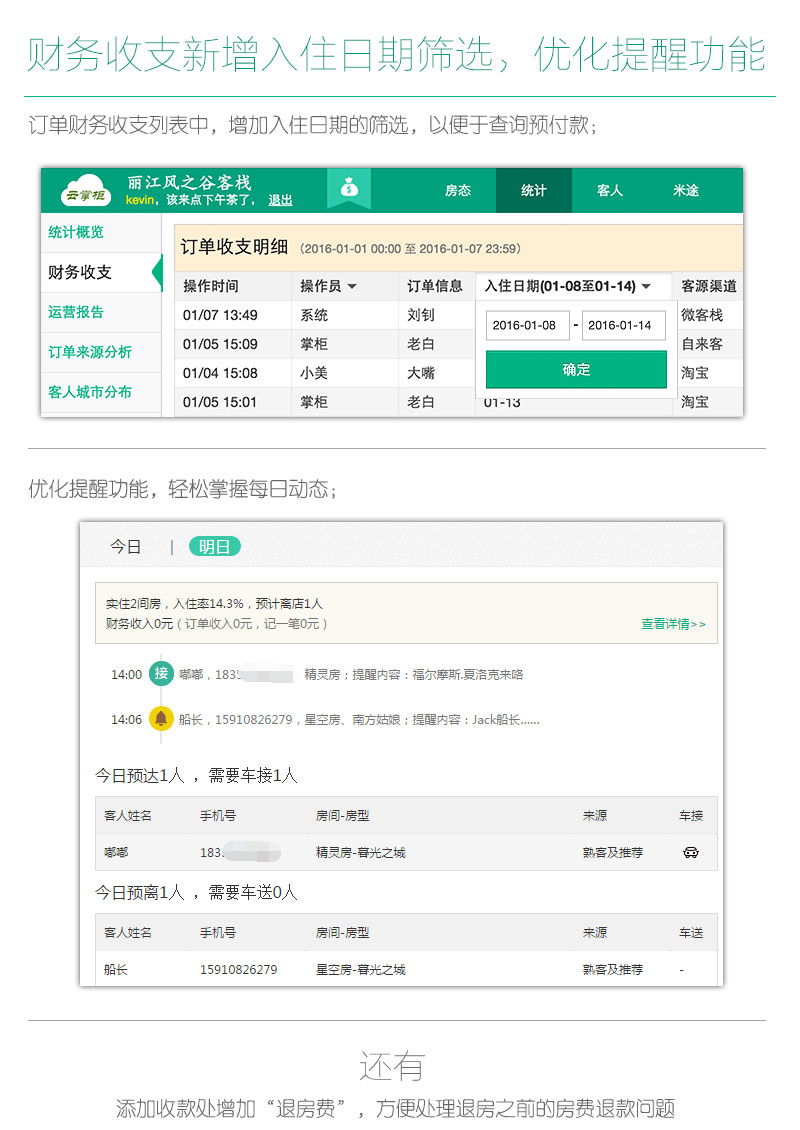 财务收支新增入住日期筛选，优化提醒功能
订单财务收支列表中，增加入住日期的筛选，以便于查询预付款；
云掌柜
丽江风之谷客栈
kevin，该来点下午茶了， 退出
房态 统计 客人 米途
统计概览
财务收支
运营报告
订单来源分析
客人城市分布
订单收支明细 （2016-01-01 00:00 至 2016-01-07 23:59）
操作时间 操作员 订单信息 入住日期(01-08至01-14) 客源渠道
01/07 13:49 系统 刘钊 微客栈
01/05 15:09 掌柜 老白 自来客
01/04 15:08 小美 大嘴 淘宝
01/05 15:01 掌柜 老白 01-13 淘宝
2016-01-08 - 2016-01-14
确定
优化提醒功能，轻松掌握每日动态；
今日 | 明日
实住2间房，入住率14.3%，预计离店1人
财务收入0元（订单收入0元，记一笔0元） 查看详情>>
14:00 接 嘟嘟，183 精灵房；提醒内容：福尔摩斯.夏洛克来咯
14:06 船长，15910826279，星空房、南方姑娘；提醒内容：Jack船长......
今日预达1人 ，需要车接1人
客人姓名 手机号 房间-房型 来源 车接
嘟嘟 183 精灵房-暮光之城 熟客及推荐
今日预离1人 ，需要车送0人
客人姓名 手机号 房间-房型 来源 车送
船长 15910826279 星空房-暮光之城 熟客及推荐 -
还有
添加收款处增加“退房费”，方便处理退房之前的房费退款问题